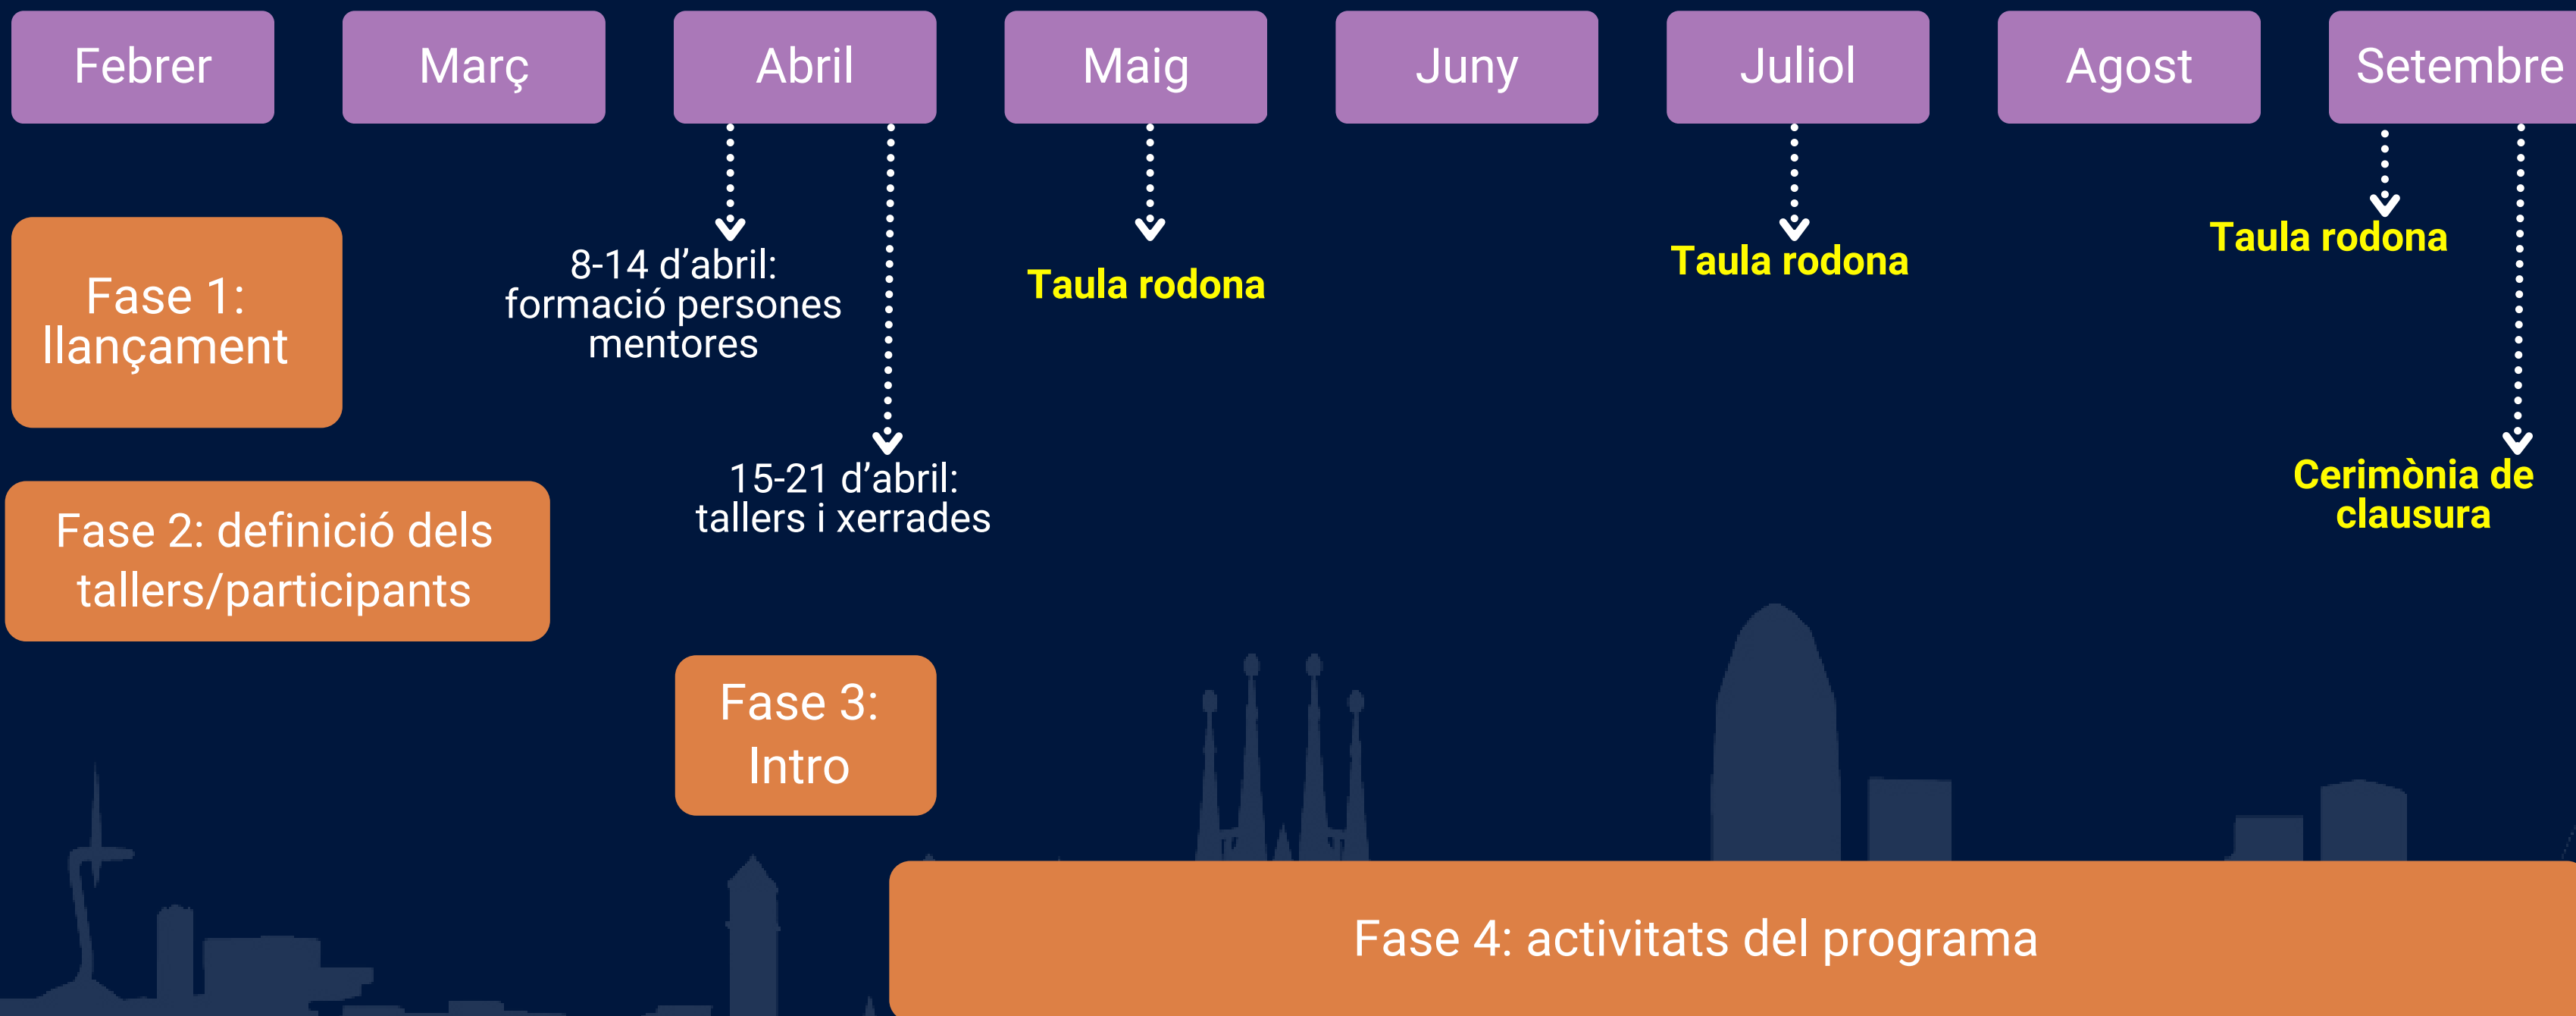 Febrer
Març
Abril
Maig
Juny
Juliol
Agost
Setembre
Fase 1:
llançament
8-14 d’abril:
formació persones
mentores
Taula rodona
Taula rodona
Taula rodona
15-21 d’abril:
tallers i xerrades
Cerimònia de
clausura
Fase 2: definició dels
tallers/participants
Fase 3:
Intro
Fase 4: activitats del programa